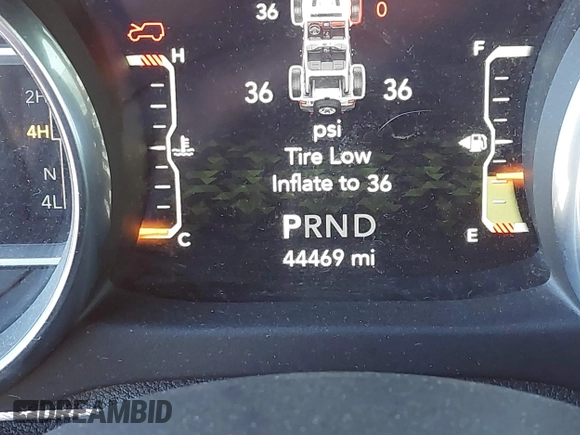 36 0
H F
2H
4H
36 36
psi
Tire Low
N Inflate to 36
4L
PRND
C E
44469 mi
DREAMBID